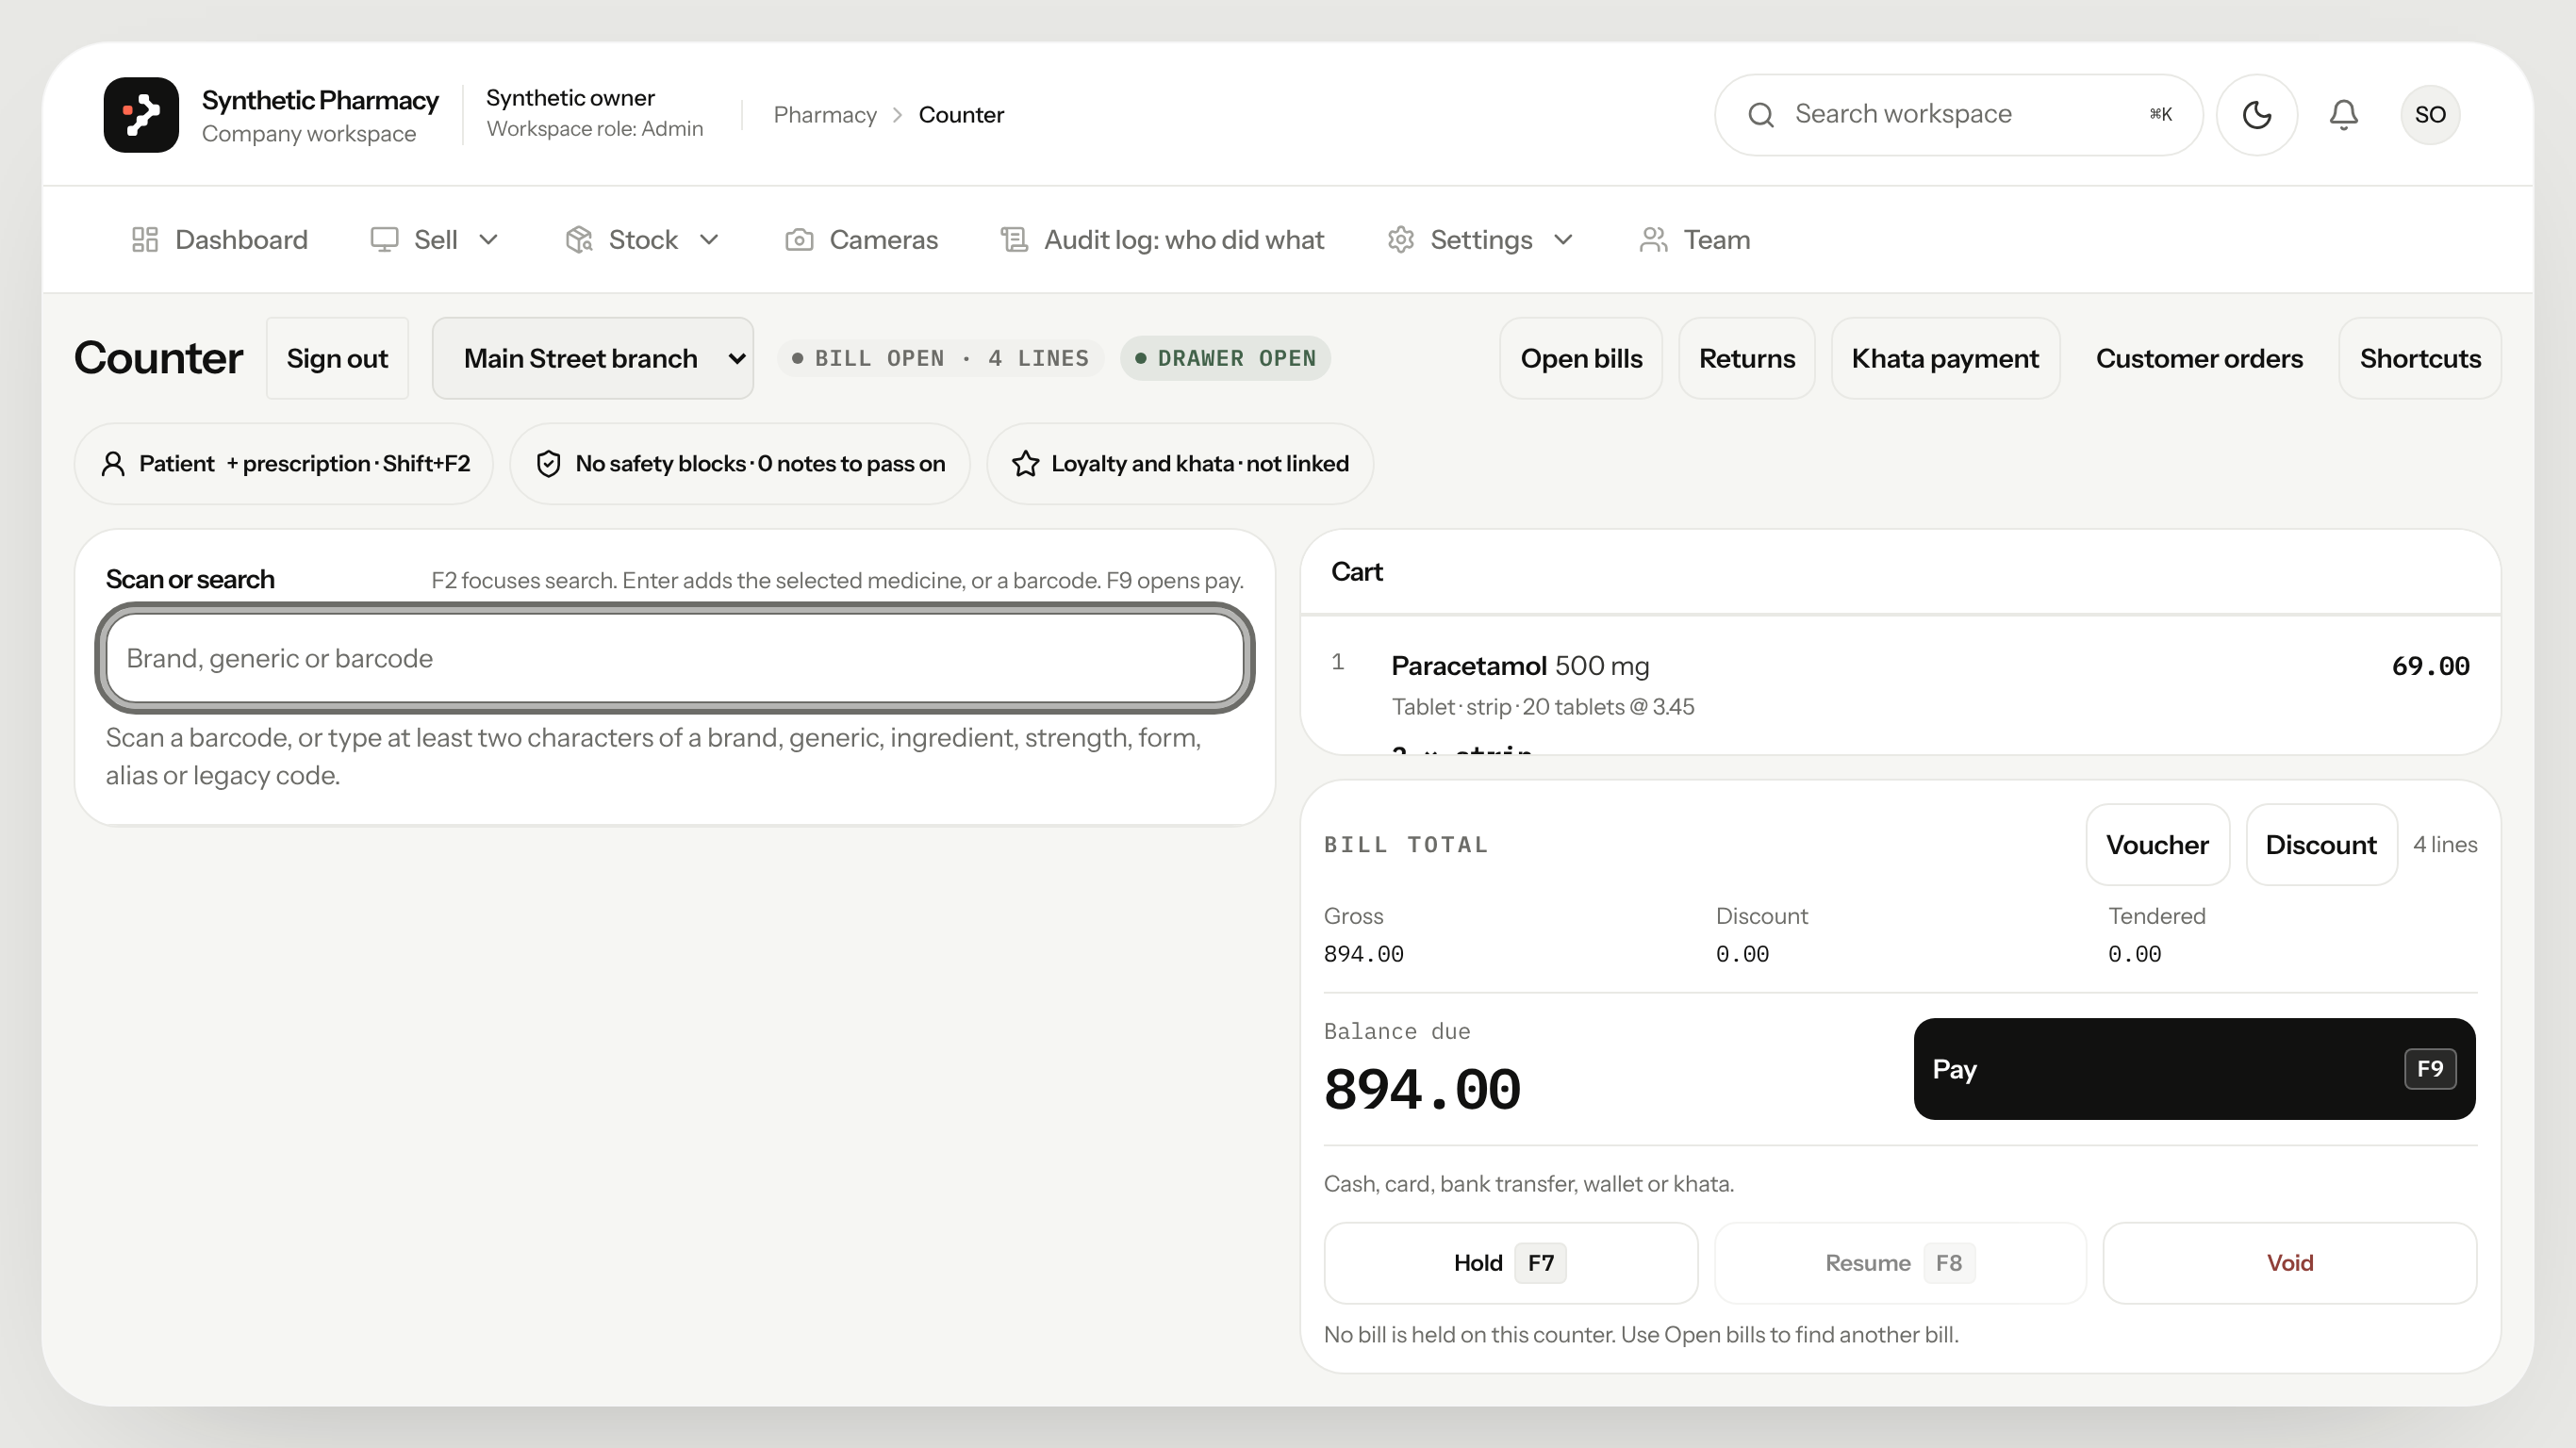 Synthetic Pharmacy
Company workspace
Synthetic owner
Workspace role: Admin
Pharmacy > Counter
Search workspace ⌘K
SO
Dashboard
Sell
Stock
Cameras
Audit log: who did what
Settings
Team
Counter
Sign out
Main Street branch
BILL OPEN · 4 LINES
DRAWER OPEN
Open bills
Returns
Khata payment
Customer orders
Shortcuts
Patient + prescription · Shift+F2
No safety blocks · 0 notes to pass on
Loyalty and khata · not linked
Scan or search
F2 focuses search. Enter adds the selected medicine, or a barcode. F9 opens pay.
Brand, generic or barcode
Scan a barcode, or type at least two characters of a brand, generic, ingredient, strength, form,
alias or legacy code.
Cart
1 Paracetamol 500 mg 69.00
Tablet · strip · 20 tablets @ 3.45
BILL TOTAL
Voucher
Discount
4 lines
Gross
894.00
Discount
0.00
Tendered
0.00
Balance due
894.00
Pay F9
Cash, card, bank transfer, wallet or khata.
Hold F7
Resume F8
Void
No bill is held on this counter. Use Open bills to find another bill.